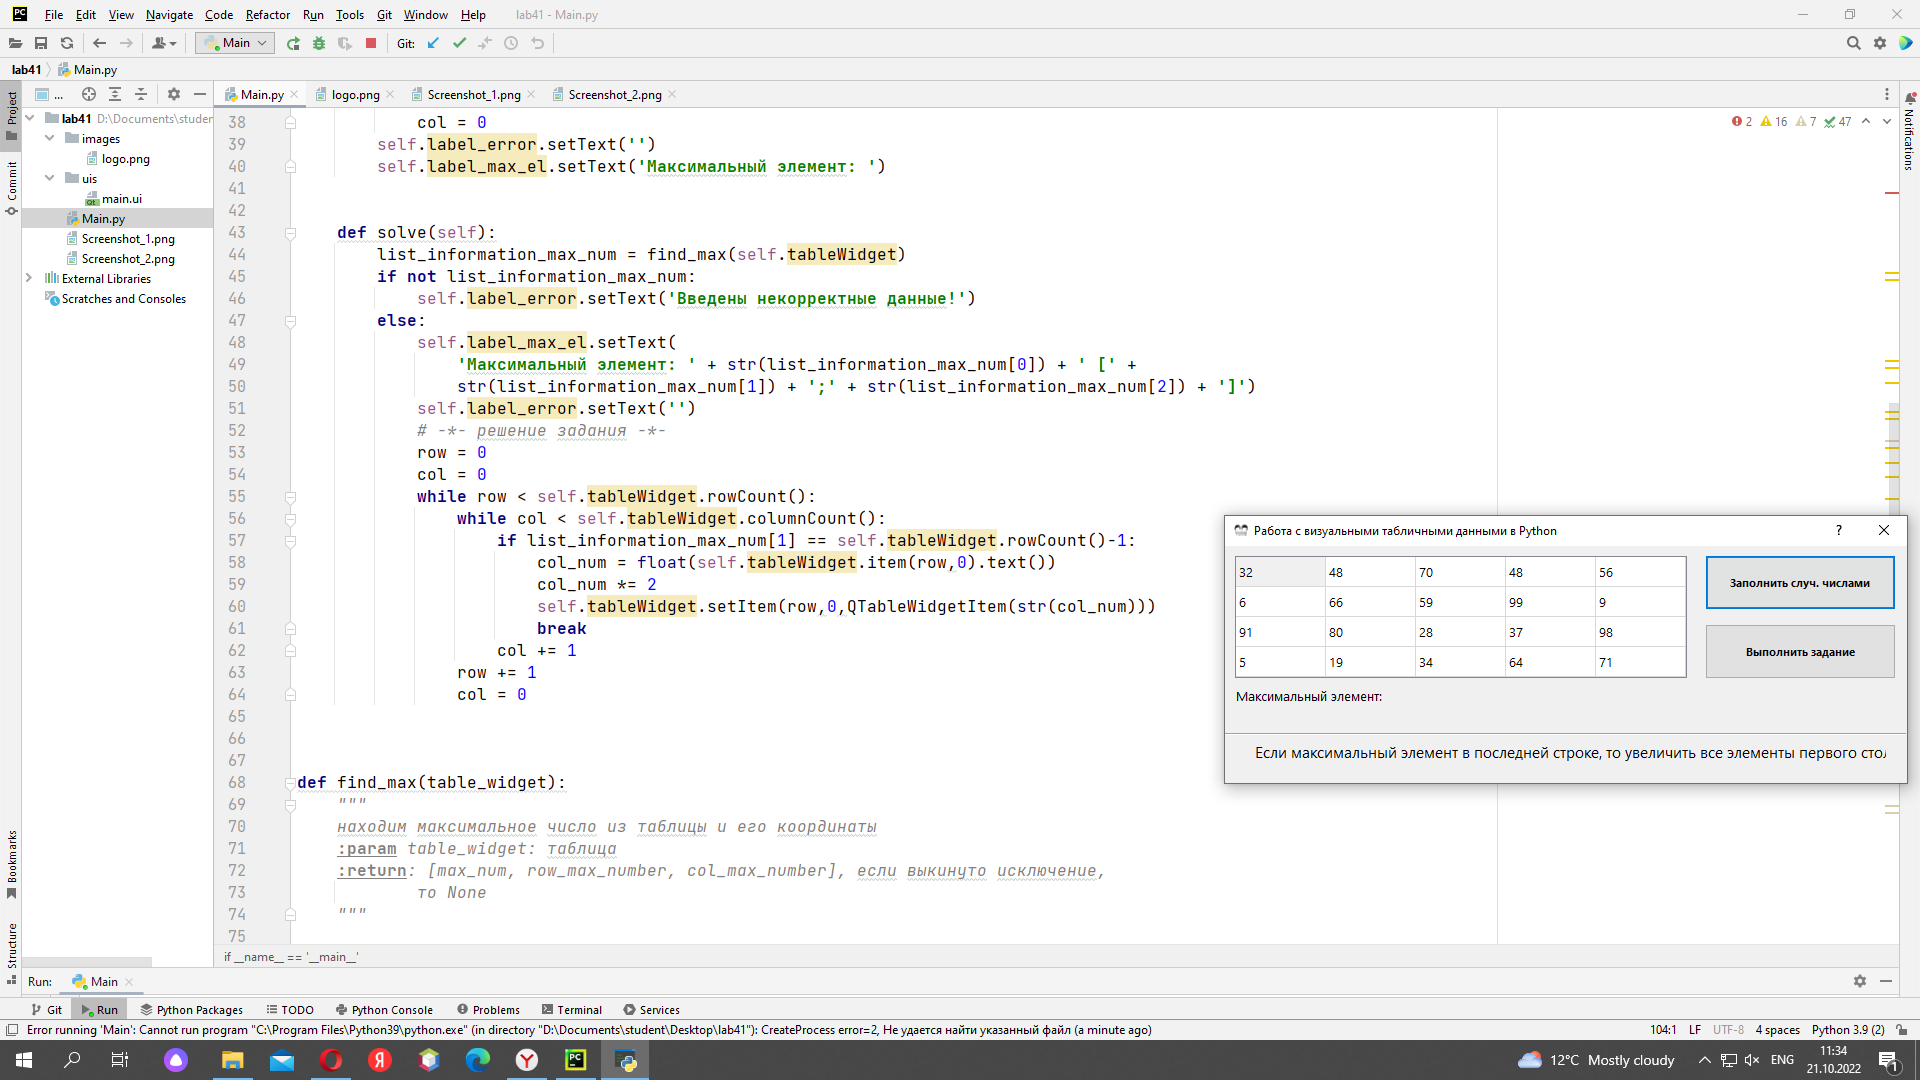 File Edit View Navigate Code Refactor Run Tools Git Window Help lab41 - Main.py
Main Git:
lab41 Main.py
... Main.py logo.png Screenshot_1.png Screenshot_2.png
Project
Commit
Bookmarks
Structure
Notifications
lab41 D:\Documents\studen
images
logo.png
uis
main.ui
Main.py
Screenshot_1.png
Screenshot_2.png
External Libraries
Scratches and Consoles
2 16 7 47
38 col = 0
39 self.label_error.setText('')
40 self.label_max_el.setText('Максимальный элемент: ')
41
42
43 def solve(self):
44 list_information_max_num = find_max(self.tableWidget)
45 if not list_information_max_num:
46 self.label_error.setText('Введены некорректные данные!')
47 else:
48 self.label_max_el.setText(
49 'Максимальный элемент: ' + str(list_information_max_num[0]) + ' [' +
50 str(list_information_max_num[1]) + ';' + str(list_information_max_num[2]) + ']')
51 self.label_error.setText('')
52 # -*- решение задания -*-
53 row = 0
54 col = 0
55 while row < self.tableWidget.rowCount():
56 while col < self.tableWidget.columnCount():
57 if list_information_max_num[1] == self.tableWidget.rowCount()-1:
58 col_num = float(self.tableWidget.item(row,0).text())
59 col_num *= 2
60 self.tableWidget.setItem(row,0,QTableWidgetItem(str(col_num)))
61 break
62 col += 1
63 row += 1
64 col = 0
65
66
67
68 def find_max(table_widget):
69 """
70 находим максимальное число из таблицы и его координаты
71 :param table_widget: таблица
72 :return: [max_num, row_max_number, col_max_number], если выкинуто исключение,
73 то None
74 """
75
if __name__ == '__main__'
Работа с визуальными табличными данными в Python ?
32 48 70 48 56
6 66 59 99 9
91 80 28 37 98
5 19 34 64 71
Заполнить случ. числами
Выполнить задание
Максимальный элемент:
Если максимальный элемент в последней строке, то увеличить все элементы первого стол
Run: Main
Git Run Python Packages TODO Python Console Problems Terminal Services
Error running 'Main': Cannot run program "C:\Program Files\Python39\python.exe" (in directory "D:\Documents\student\Desktop\lab41"): CreateProcess error=2, Не удается найти указанный файл (a minute ago) 104:1 LF UTF-8 4 spaces Python 3.9 (2)
12°C Mostly cloudy ENG 11:34
21.10.2022 1